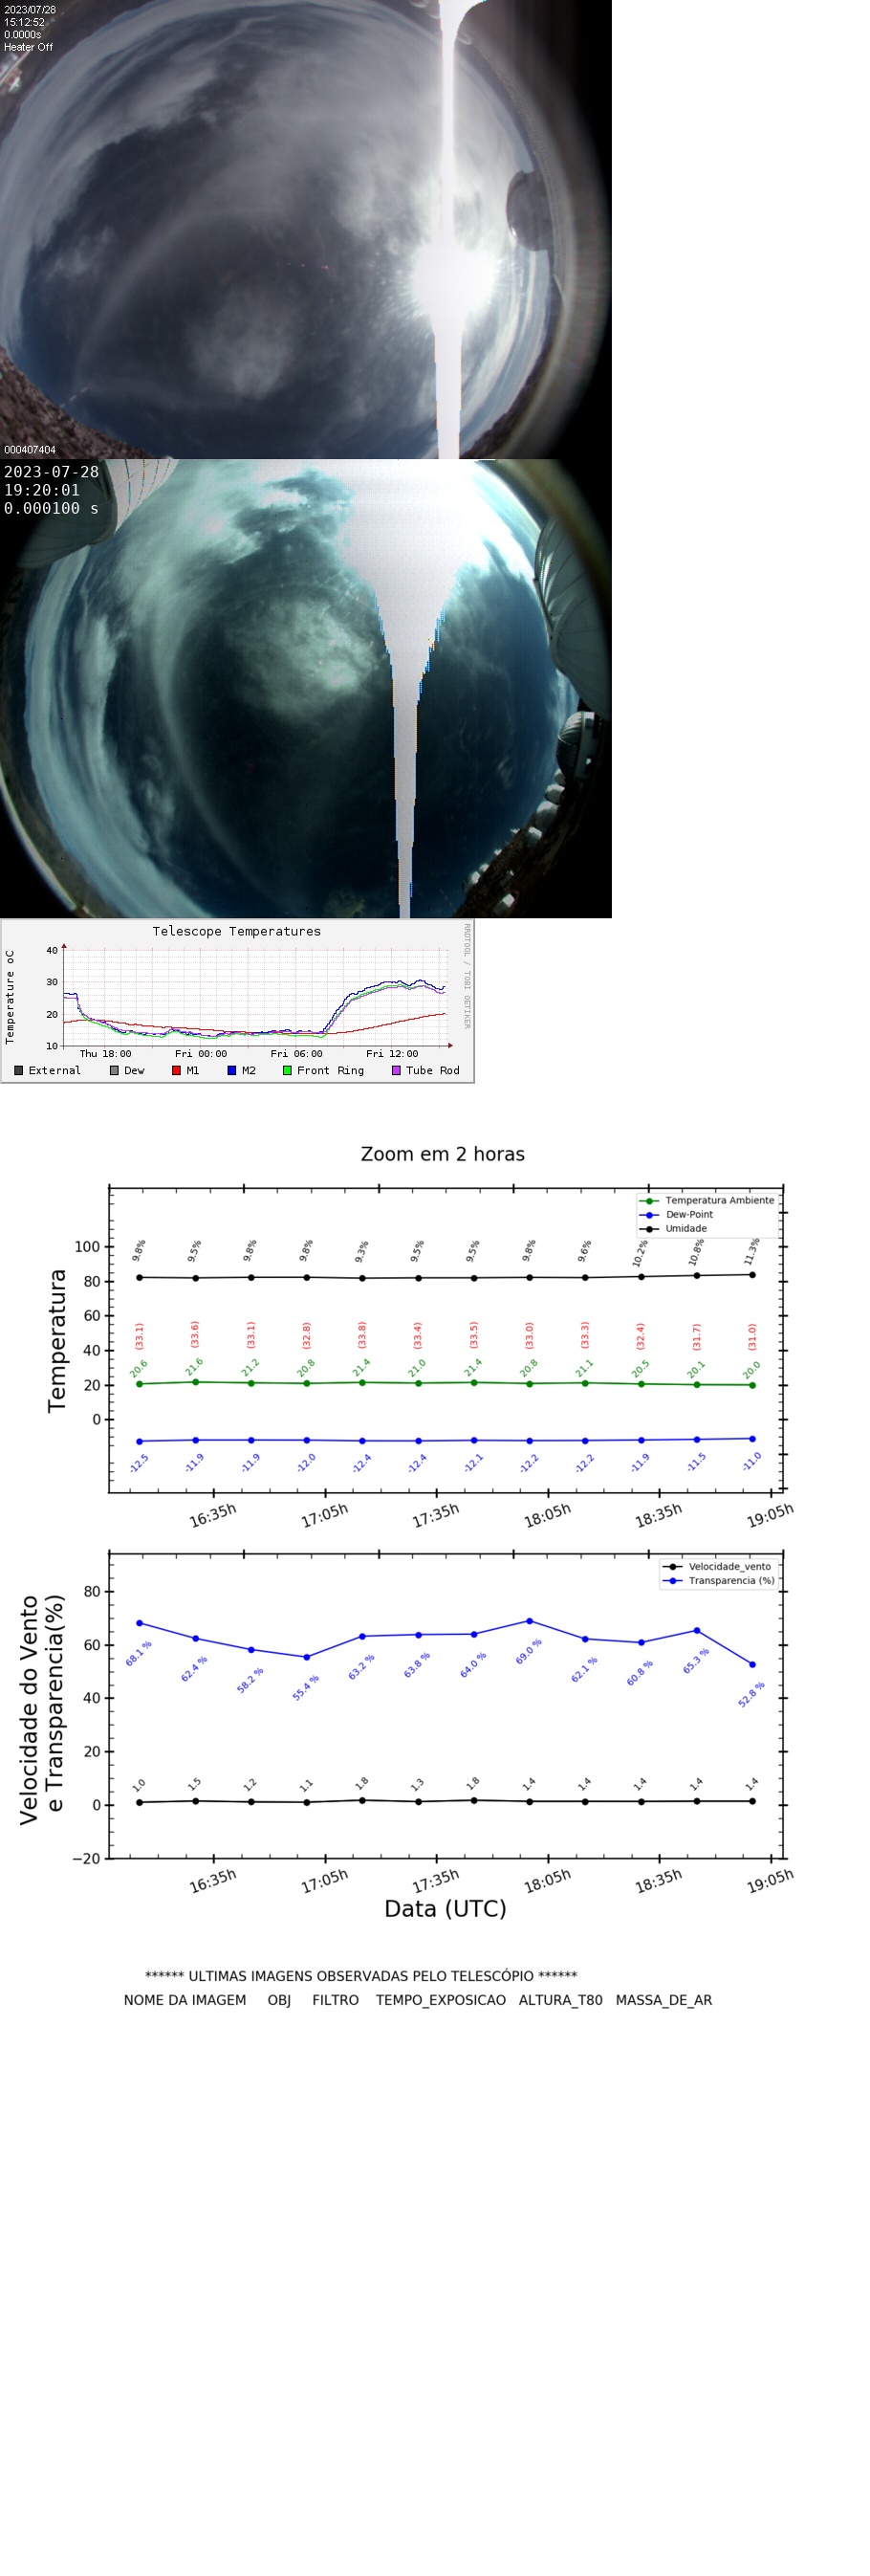 2023/07/28
15:12:52
0.0000s
Heater Off
000407404
2023-07-28
19:20:01
0.000100 s
Telescope Temperatures
RRDTOOL / TOBI OETIKER
Temperature oC
40
30
20
10
Thu 18:00 Fri 00:00 Fri 06:00 Fri 12:00
External Dew M1 M2 Front Ring Tube Rod
Zoom em 2 horas
Temperatura Ambiente
Dew-Point
Umidade
Temperatura
100
80
60
40
20
0
9.8% 9.5% 9.8% 9.8% 9.3% 9.5% 9.5% 9.8% 9.6% 10.2% 10.8% 11.3%
(33.1) (33.6) (33.1) (32.8) (33.8) (33.4) (33.5) (33.0) (33.3) (32.4) (31.7) (31.0)
20.6 21.6 21.2 20.8 21.4 21.0 21.4 20.8 21.1 20.5 20.1 20.0
-12.5 -11.9 -11.9 -12.0 -12.4 -12.4 -12.1 -12.2 -12.2 -11.9 -11.5 -11.0
16:35h 17:05h 17:35h 18:05h 18:35h 19:05h
Velocidade_vento
Transparencia (%)
Velocidade do Vento
e Transparencia(%)
80
60
40
20
0
−20
68.1 % 62.4 % 58.2 % 55.4 % 63.2 % 63.8 % 64.0 % 69.0 % 62.1 % 60.8 % 65.3 % 52.8 %
1.0 1.5 1.2 1.1 1.8 1.3 1.8 1.4 1.4 1.4 1.4 1.4
16:35h 17:05h 17:35h 18:05h 18:35h 19:05h
Data (UTC)
****** ULTIMAS IMAGENS OBSERVADAS PELO TELESCÓPIO ******
NOME DA IMAGEM OBJ FILTRO TEMPO_EXPOSICAO ALTURA_T80 MASSA_DE_AR